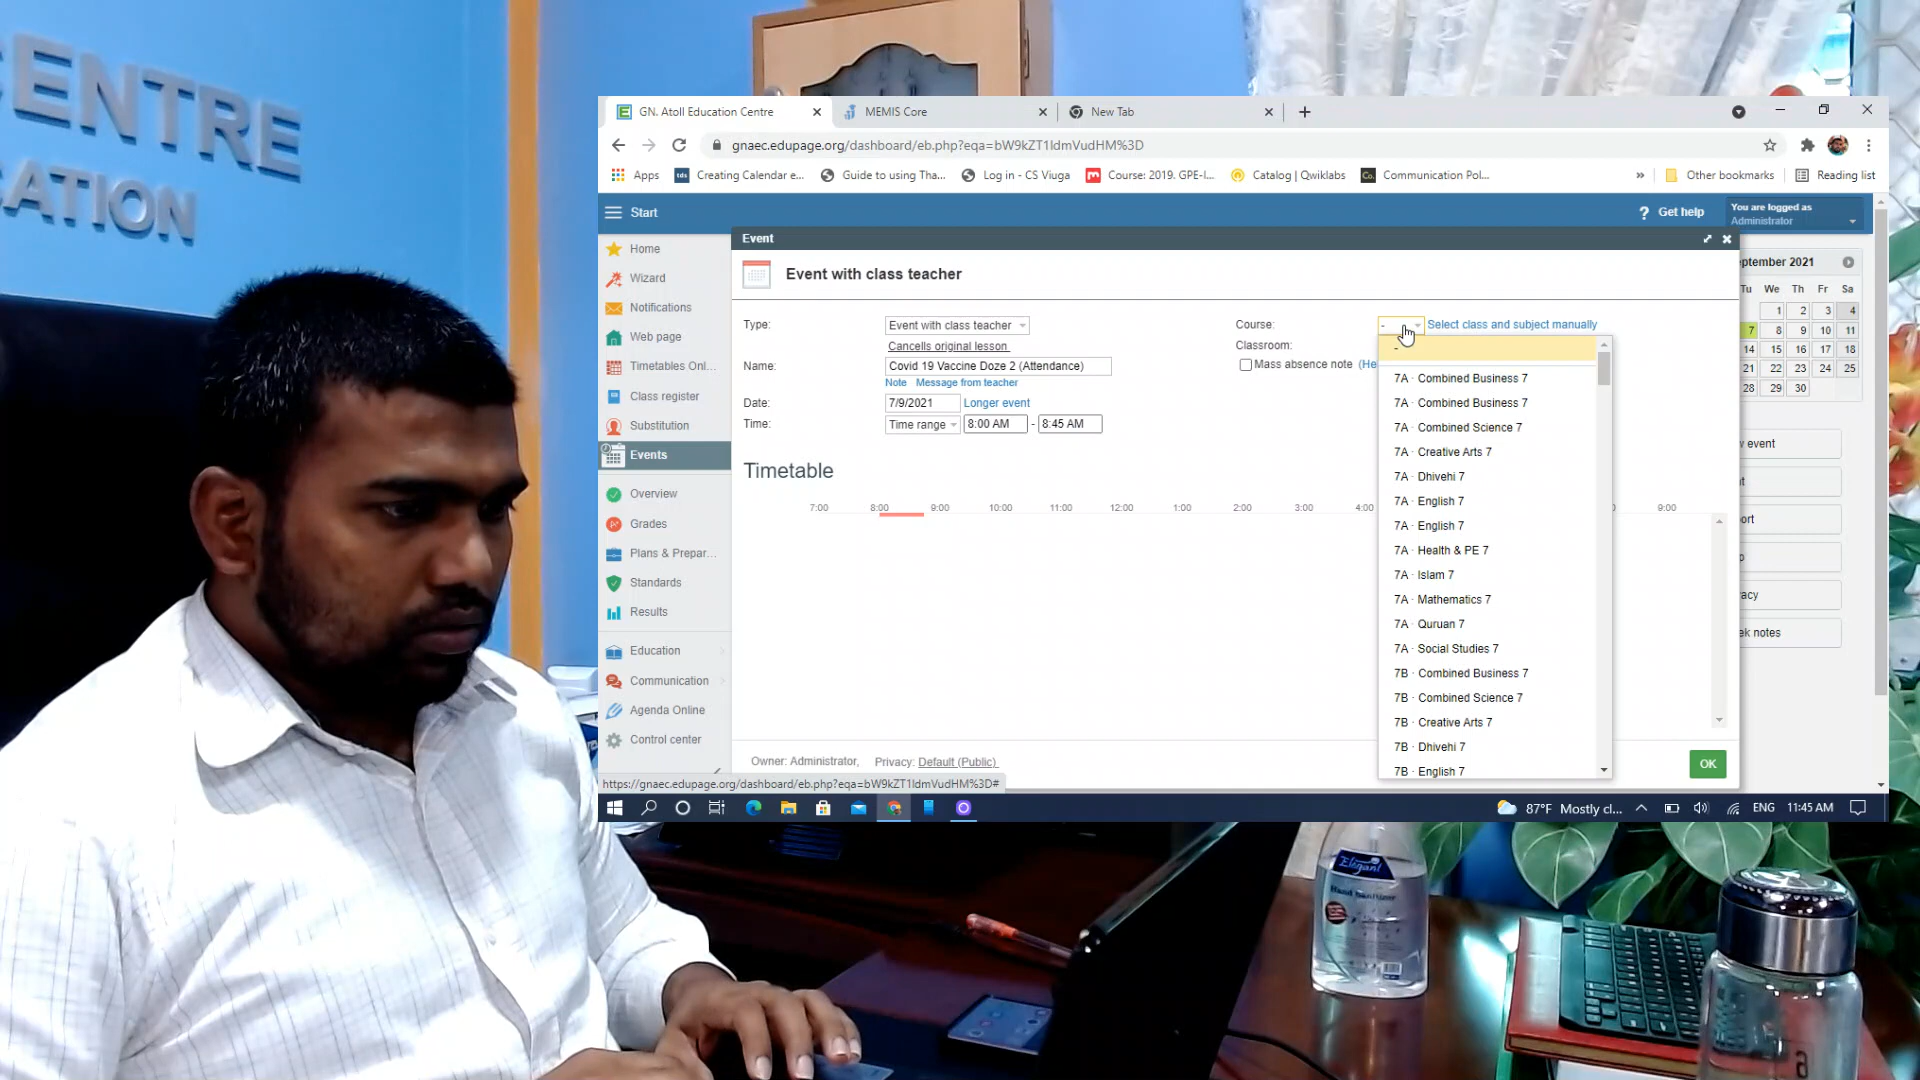 CENTRE
CATION
GN. Atoll Education Centre
MEMIS Core
New Tab
gnaec.edupage.org/dashboard/eb.php?eqa=bW9kZT1ldmVudHM%3D
Apps
tds
Creating Calendar e...
Guide to using Tha...
Log in - CS Viuga
Course: 2019. GPE-I...
Catalog | Qwiklabs
Co.
Communication Pol...
»
Other bookmarks
Reading list
Start
? Get help
You are logged as
Administrator
Home
Wizard
Notifications
Web page
Timetables Onl...
Class register
Substitution
Events
Overview
Grades
Plans & Prepar...
Standards
Results
Education
Communication
Agenda Online
Control center
Event
Event with class teacher
Type:
Event with class teacher
Cancells original lesson
Name:
Covid 19 Vaccine Doze 2 (Attendance)
Note Message from teacher
Date:
7/9/2021
Longer event
Time:
Time range
8:00 AM - 8:45 AM
Course:
-
Select class and subject manually
Classroom:
Mass absence note (He
-
7A · Combined Business 7
7A · Combined Business 7
7A · Combined Science 7
7A · Creative Arts 7
7A · Dhivehi 7
7A · English 7
7A · English 7
7A · Health & PE 7
7A · Islam 7
7A · Mathematics 7
7A · Quruan 7
7A · Social Studies 7
7B · Combined Business 7
7B · Combined Science 7
7B · Creative Arts 7
7B · Dhivehi 7
7B · English 7
Timetable
7:00 8:00 9:00 10:00 11:00 12:00 1:00 2:00 3:00 4:00 9:00
Owner: Administrator, Privacy: Default (Public)
OK
eptember 2021
Tu We Th Fr Sa
1 2 3 4
7 8 9 10 11
14 15 16 17 18
21 22 23 24 25
28 29 30
v event
nt
ort
p
acy
ek notes
https://gnaec.edupage.org/dashboard/eb.php?eqa=bW9kZT1ldmVudHM%3D#
87°F Mostly cl...
ENG
11:45 AM
Elegant
Hand Sanitizer